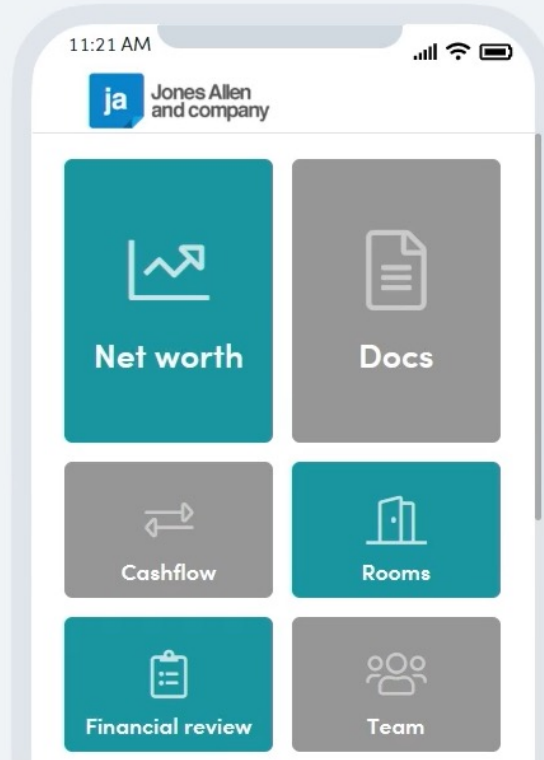 11:21 AM
ja
Jones Allen
and company
Net worth
Docs
Cashflow
Rooms
Financial review
Team